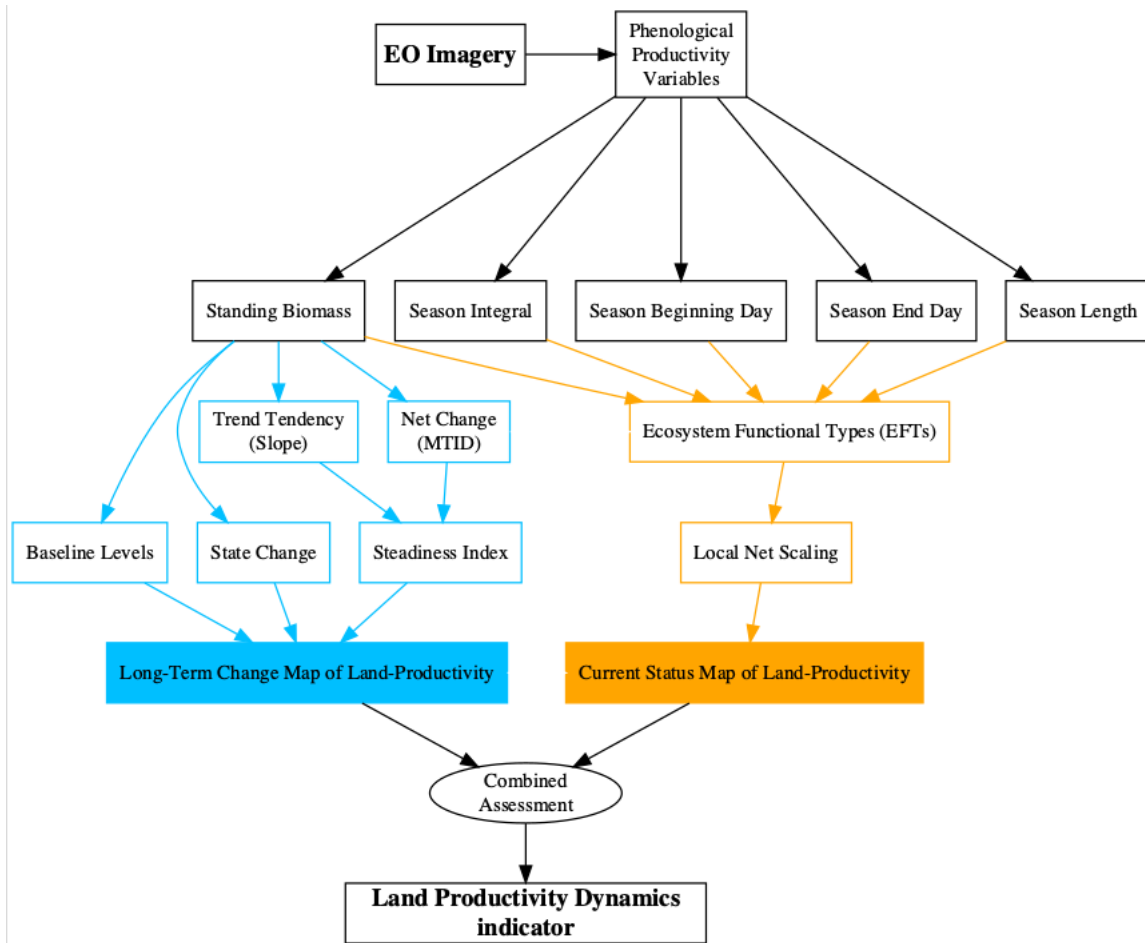 EO Imagery
Phenological
Productivity
Variables
Standing Biomass
Season Integral
Season Beginning Day
Season End Day
Season Length
Trend Tendency
(Slope)
Net Change
(MTID)
Ecosystem Functional Types (EFTs)
Baseline Levels
State Change
Steadiness Index
Local Net Scaling
Long-Term Change Map of Land-Productivity
Current Status Map of Land-Productivity
Combined
Assessment
Land Productivity Dynamics
indicator